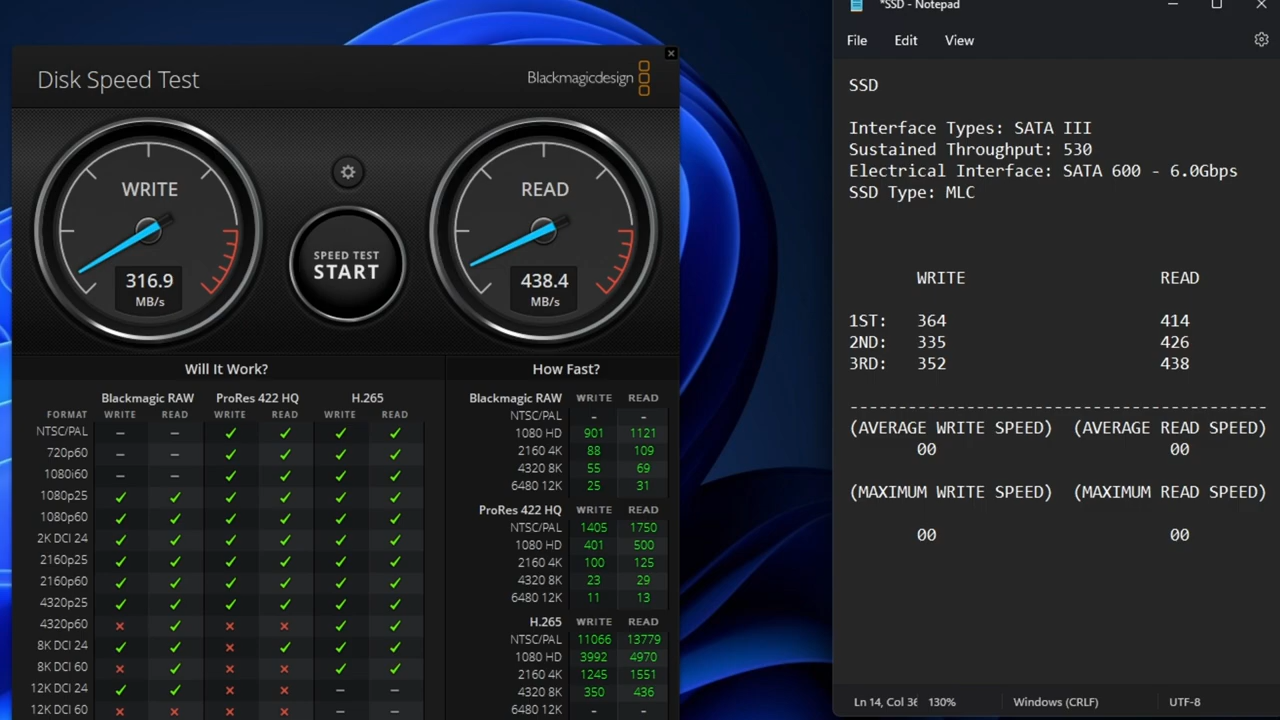 Disk Speed Test
Blackmagicdesign
WRITE
316.9
MB/s
SPEED TEST
START
READ
438.4
MB/s
Will It Work?
Blackmagic RAW ProRes 422 HQ H.265
FORMAT WRITE READ WRITE READ WRITE READ
NTSC/PAL – – ✓ ✓ ✓ ✓
720p60 – – ✓ ✓ ✓ ✓
1080i60 – – ✓ ✓ ✓ ✓
1080p25 ✓ ✓ ✓ ✓ ✓ ✓
1080p60 ✓ ✓ ✓ ✓ ✓ ✓
2K DCI 24 ✓ ✓ ✓ ✓ ✓ ✓
2160p25 ✓ ✓ ✓ ✓ ✓ ✓
2160p60 ✓ ✓ ✓ ✓ ✓ ✓
4320p25 ✓ ✓ ✓ ✓ ✓ ✓
4320p60 × ✓ × × ✓ ✓
8K DCI 24 ✓ ✓ × ✓ ✓ ✓
8K DCI 60 × ✓ × × ✓ ✓
12K DCI 24 ✓ ✓ × × – –
12K DCI 60 × × × × – –
How Fast?
Blackmagic RAW WRITE READ
NTSC/PAL - -
1080 HD 901 1121
2160 4K 88 109
4320 8K 55 69
6480 12K 25 31
ProRes 422 HQ WRITE READ
NTSC/PAL 1405 1750
1080 HD 401 500
2160 4K 100 125
4320 8K 23 29
6480 12K 11 13
H.265 WRITE READ
NTSC/PAL 11066 13779
1080 HD 3992 4970
2160 4K 1245 1551
4320 8K 350 436
6480 12K - -
*SSD - Notepad
File Edit View
SSD
Interface Types: SATA III
Sustained Throughput: 530
Electrical Interface: SATA 600 - 6.0Gbps
SSD Type: MLC
WRITE READ
1ST: 364 414
2ND: 335 426
3RD: 352 438
-----------------------------------------
(AVERAGE WRITE SPEED) (AVERAGE READ SPEED)
00 00
(MAXIMUM WRITE SPEED) (MAXIMUM READ SPEED)
00 00
Ln 14, Col 36 130% Windows (CRLF) UTF-8